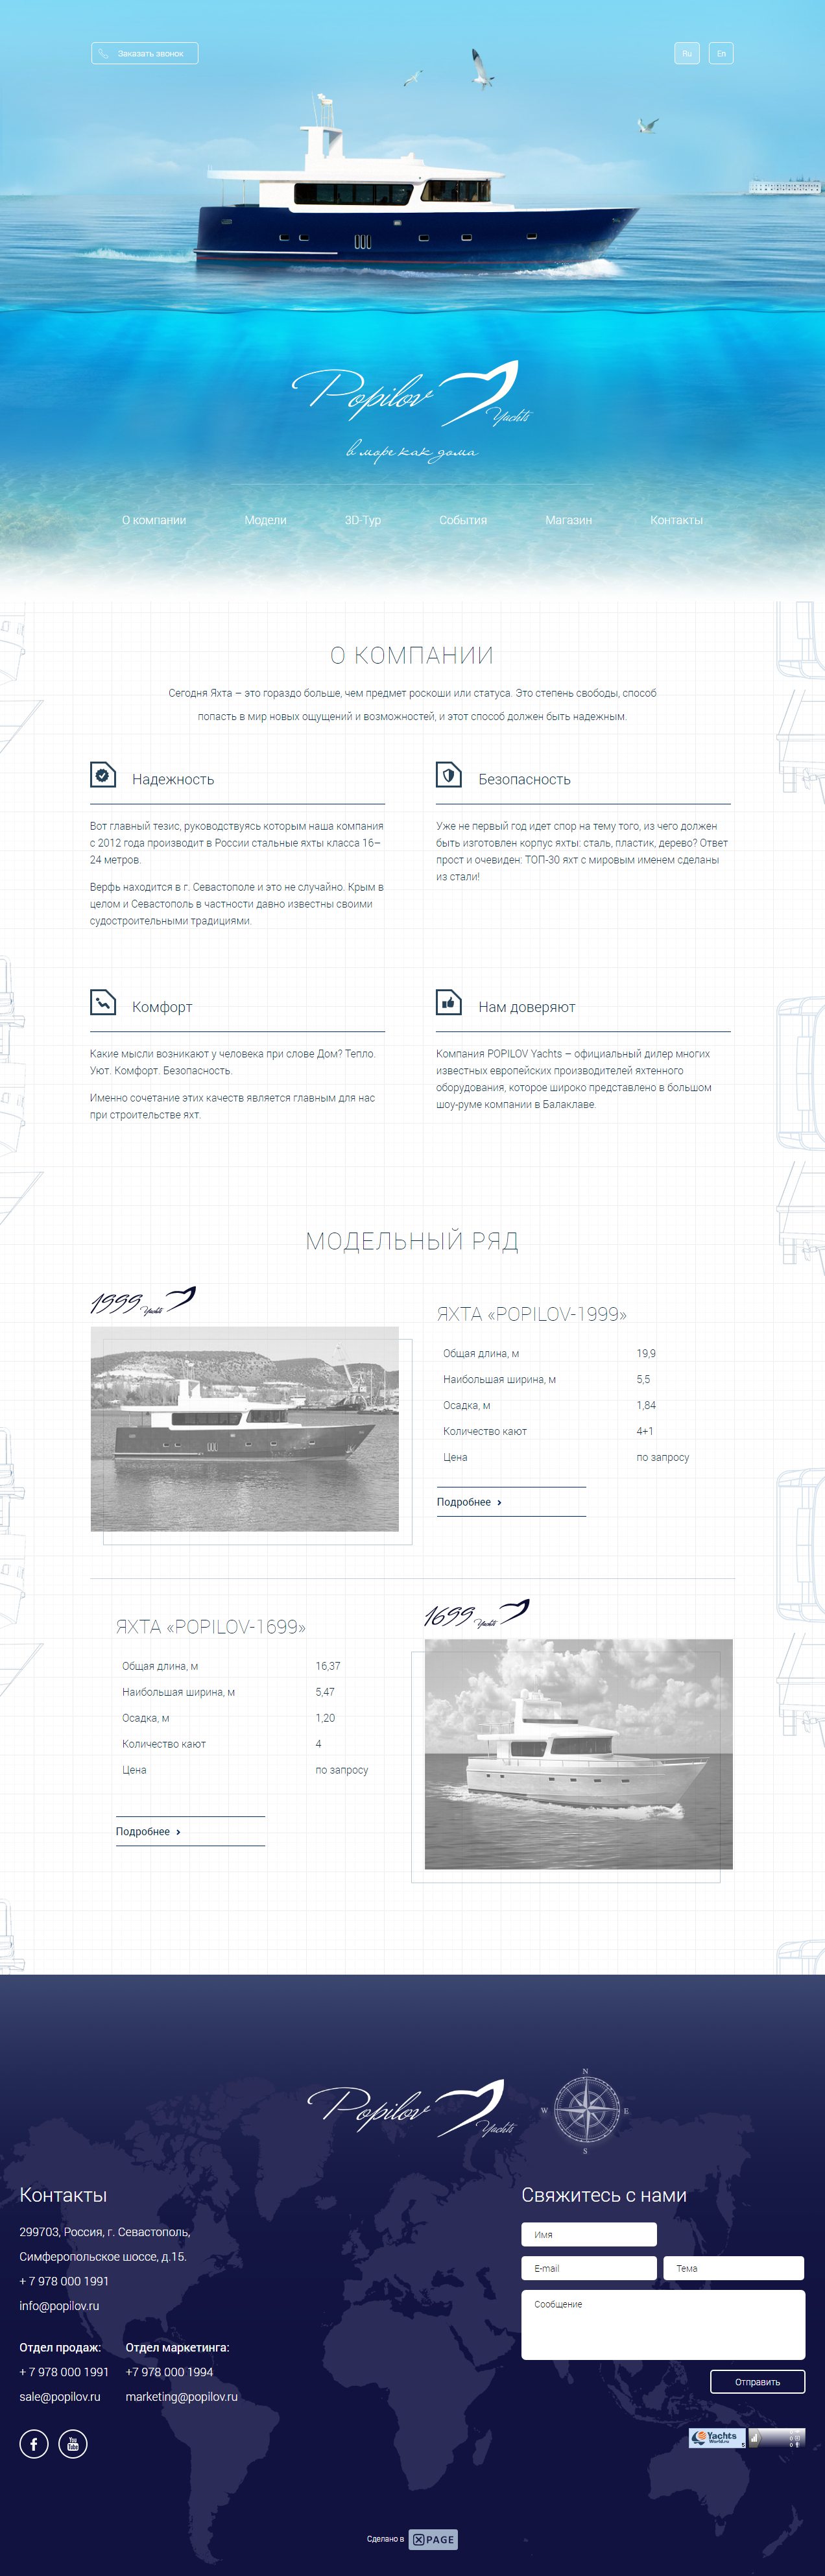 Заказать звонок
Ru
En
Popilov
Yachts
в море как дома
О компании
Модели
3D-Тур
События
Магазин
Контакты
О КОМПАНИИ
Сегодня Яхта – это гораздо больше, чем предмет роскоши или статуса. Это степень свободы, способ
попасть в мир новых ощущений и возможностей, и этот способ должен быть надежным.
Надежность
Вот главный тезис, руководствуясь которым наша компания
с 2012 года производит в России стальные яхты класса 16–
24 метров.
Верфь находится в г. Севастополе и это не случайно. Крым в
целом и Севастополь в частности давно известны своими
судостроительными традициями.
Безопасность
Уже не первый год идет спор на тему того, из чего должен
быть изготовлен корпус яхты: сталь, пластик, дерево? Ответ
прост и очевиден: ТОП-30 яхт с мировым именем сделаны
из стали!
Комфорт
Какие мысли возникают у человека при слове Дом? Тепло.
Уют. Комфорт. Безопасность.
Именно сочетание этих качеств является главным для нас
при строительстве яхт.
Нам доверяют
Компания POPILOV Yachts – официальный дилер многих
известных европейских производителей яхтенного
оборудования, которое широко представлено в большом
шоу-руме компании в Балаклаве.
МОДЕЛЬНЫЙ РЯД
1999 Yachts
ЯХТА «POPILOV-1999»
Общая длина, м 19,9
Наибольшая ширина, м 5,5
Осадка, м 1,84
Количество кают 4+1
Цена по запросу
Подробнее
ЯХТА «POPILOV-1699»
Общая длина, м 16,37
Наибольшая ширина, м 5,47
Осадка, м 1,20
Количество кают 4
Цена по запросу
Подробнее
1699 Yachts
Popilov
Yachts
N
W E
S
Контакты
299703, Россия, г. Севастополь,
Симферопольское шоссе, д.15.
+ 7 978 000 1991
info@popilov.ru
Отдел продаж:
+ 7 978 000 1991
sale@popilov.ru
Отдел маркетинга:
+7 978 000 1994
marketing@popilov.ru
You
Tube
Свяжитесь с нами
Имя
E-mail
Тема
Сообщение
Отправить
Yachts
World.ru
Сделано в
XPAGE